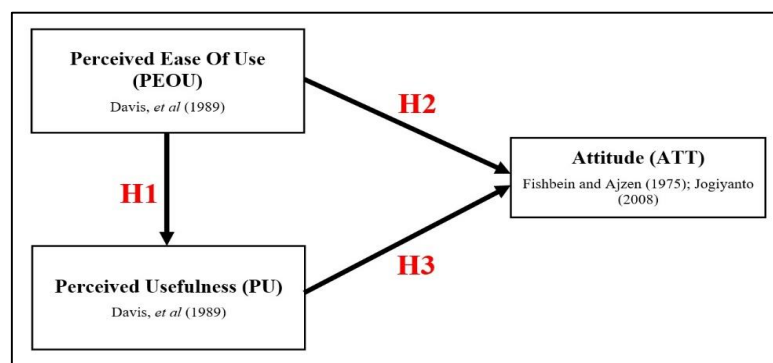 Perceived Ease Of Use
(PEOU)
Davis, et al (1989)
H2
Attitude (ATT)
Fishbein and Ajzen (1975); Jogiyanto
(2008)
H1
Perceived Usefulness (PU)
Davis, et al (1989)
H3